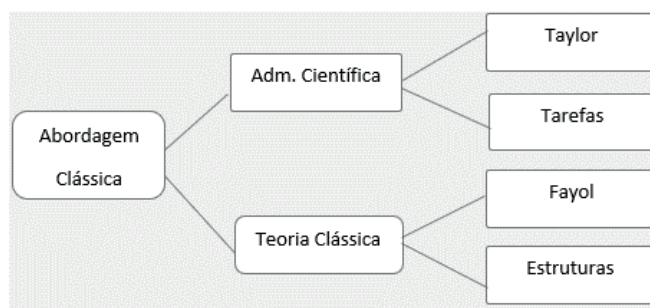 Abordagem
Clássica
Adm. Científica
Taylor
Tarefas
Teoria Clássica
Fayol
Estruturas